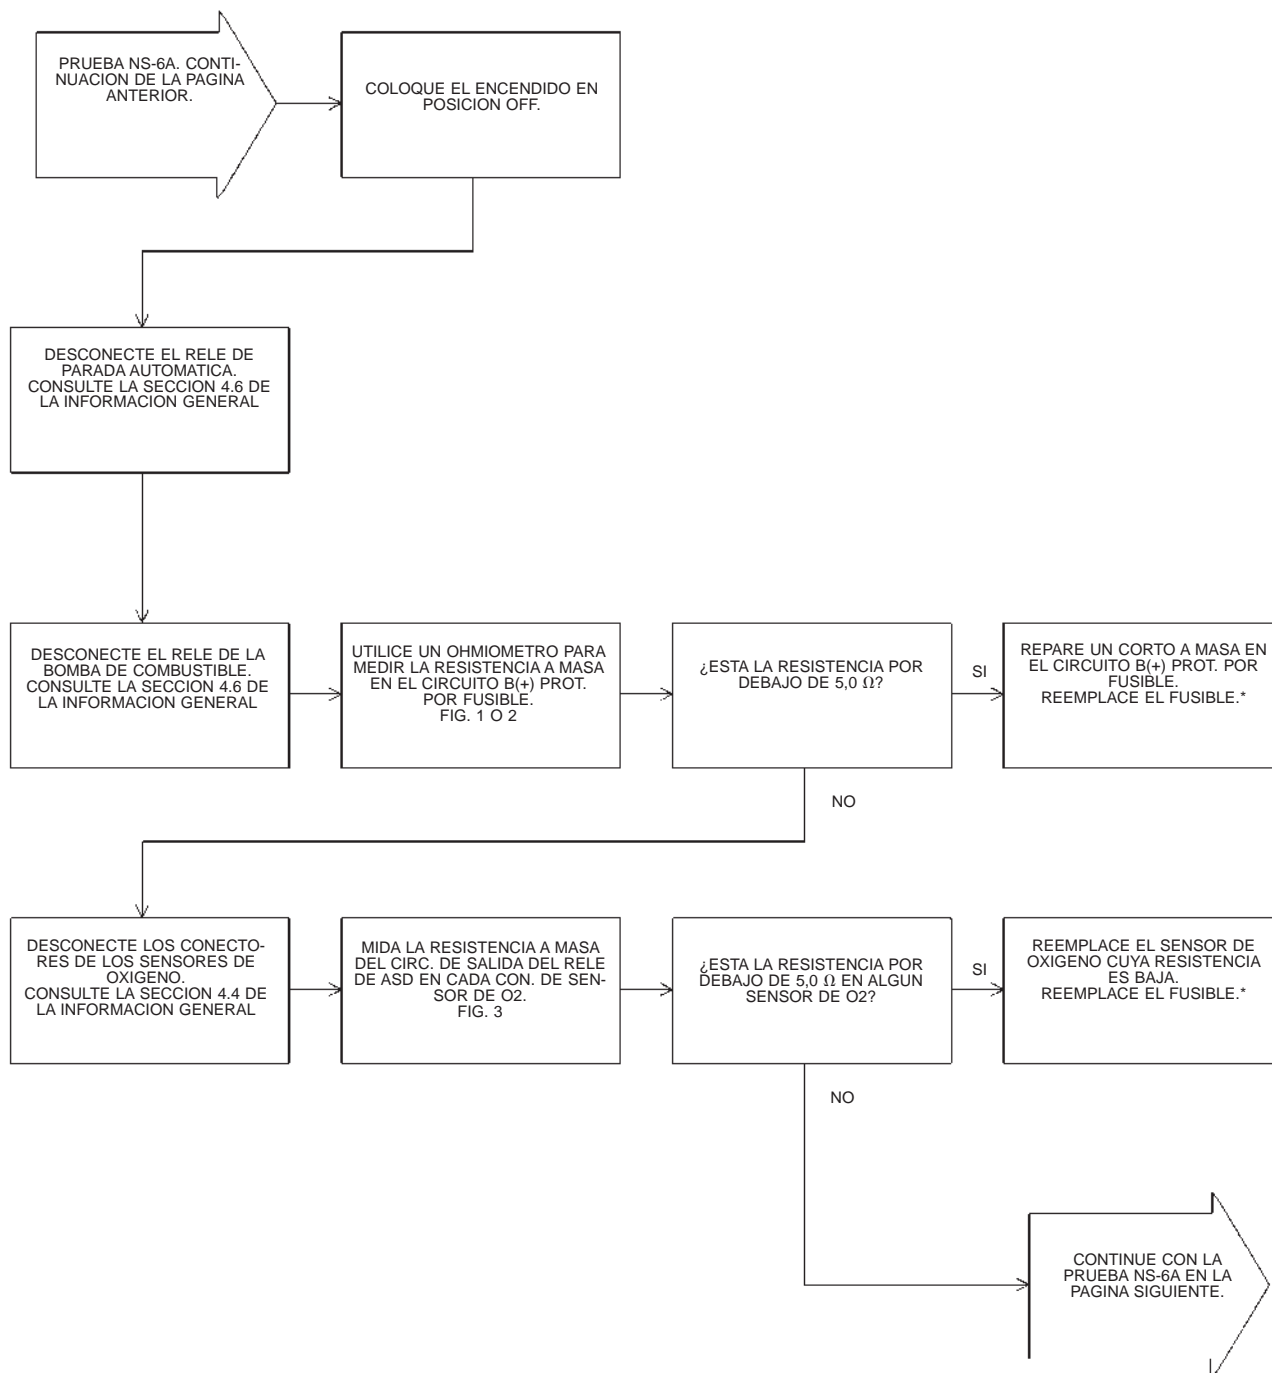 PRUEBA NS-6A. CONTI-
NUACION DE LA PAGINA
ANTERIOR.
COLOQUE EL ENCENDIDO EN
POSICION OFF.
DESCONECTE EL RELE DE
PARADA AUTOMATICA.
CONSULTE LA SECCION 4.6 DE
LA INFORMACION GENERAL
DESCONECTE EL RELE DE LA
BOMBA DE COMBUSTIBLE.
CONSULTE LA SECCION 4.6 DE
LA INFORMACION GENERAL
UTILICE UN OHMIOMETRO PARA
MEDIR LA RESISTENCIA A MASA
EN EL CIRCUITO B(+) PROT.
POR FUSIBLE.
FIG. 1 O 2
¿ESTA LA RESISTENCIA POR
DEBAJO DE 5,0 Ω?
SI
REPARE UN CORTO A MASA EN
EL CIRCUITO B(+) PROT. POR
FUSIBLE.
REEMPLACE EL FUSIBLE.*
NO
DESCONECTE LOS CONECTO-
RES DE LOS SENSORES DE
OXIGENO.
CONSULTE LA SECCION 4.4 DE
LA INFORMACION GENERAL
MIDA LA RESISTENCIA A MASA
DEL CIRC. DE SALIDA DEL RELE
DE ASD EN CADA CON. DE SEN-
SOR DE O2.
FIG. 3
¿ESTA LA RESISTENCIA POR
DEBAJO DE 5,0 Ω EN ALGUN
SENSOR DE O2?
SI
REEMPLACE EL SENSOR DE
OXIGENO CUYA RESISTENCIA
ES BAJA.
REEMPLACE EL FUSIBLE.*
NO
CONTINUE CON LA
PRUEBA NS-6A EN LA
PAGINA SIGUIENTE.